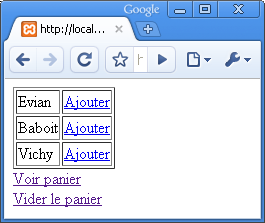 Google
http://local...
Evian Ajouter
Baboit Ajouter
Vichy Ajouter
Voir panier
Vider le panier